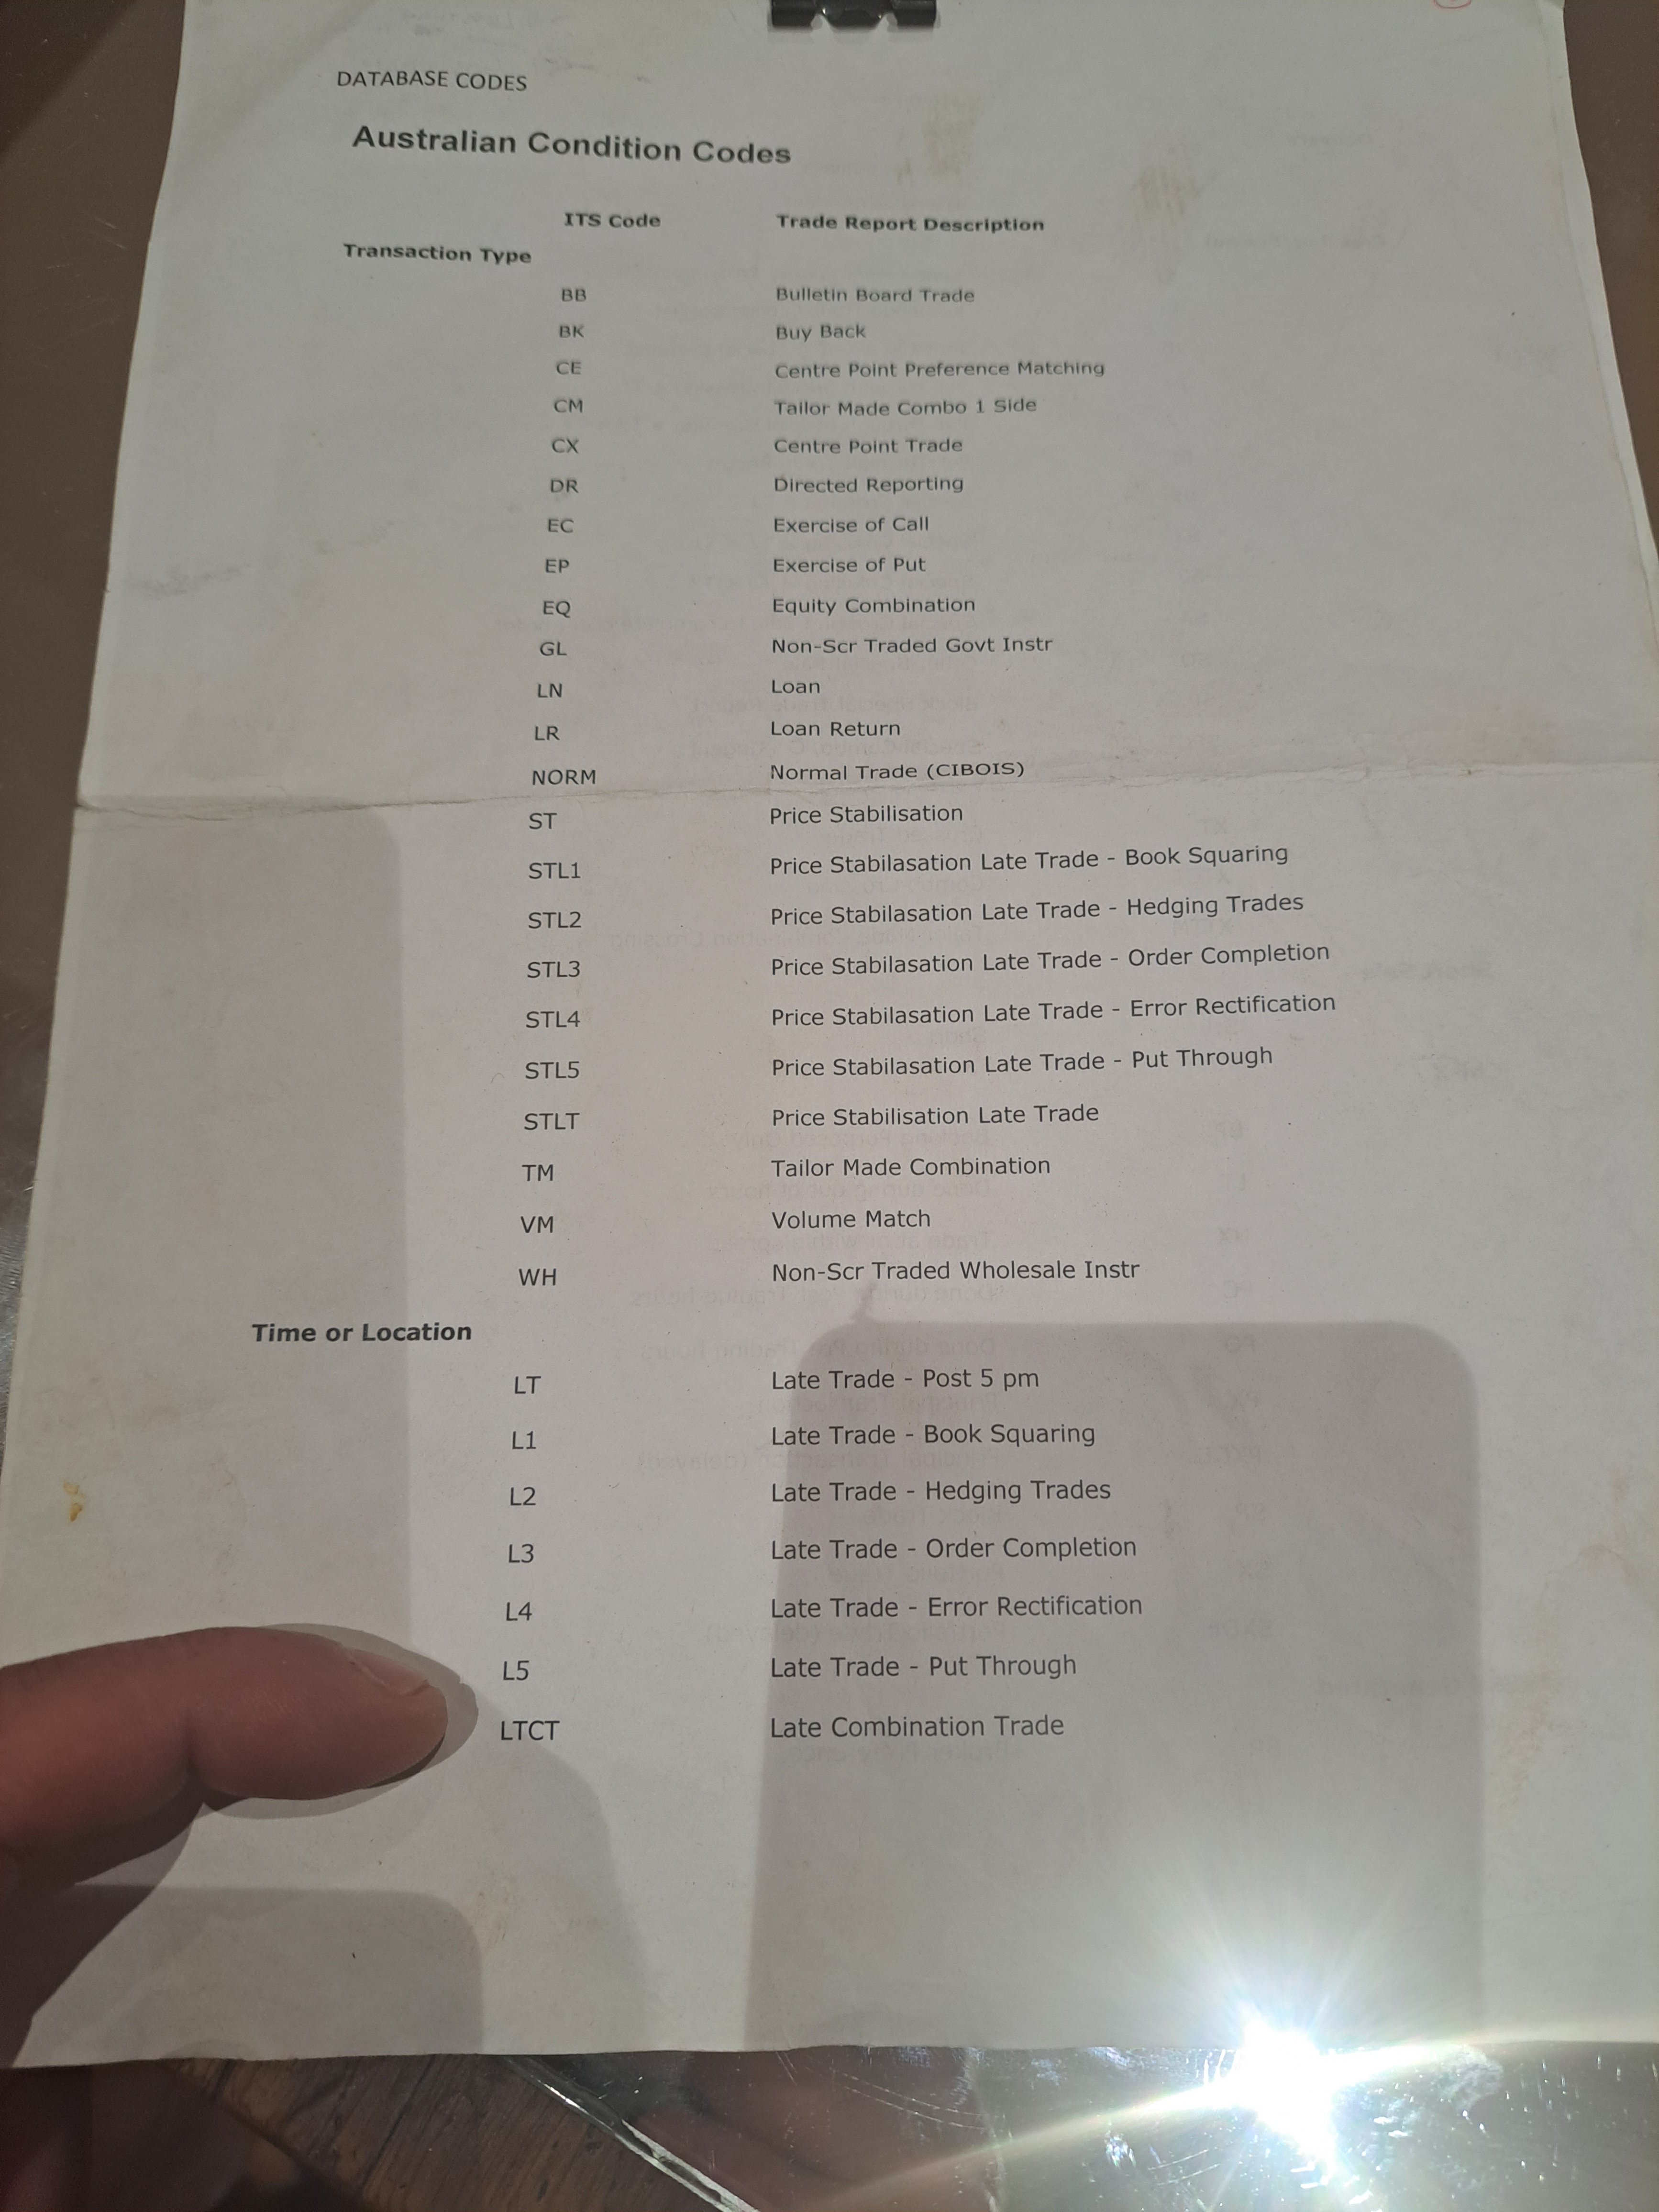 DATABASE CODES
Australian Condition Codes
ITS Code Trade Report Description
Transaction Type
BB Bulletin Board Trade
BK Buy Back
CE Centre Point Preference Matching
CM Tailor Made Combo 1 Side
CX Centre Point Trade
DR Directed Reporting
EC Exercise of Call
EP Exercise of Put
EQ Equity Combination
GL Non-Scr Traded Govt Instr
LN Loan
LR Loan Return
NORM Normal Trade (CIBOIS)
ST Price Stabilisation
STL1 Price Stabilasation Late Trade - Book Squaring
STL2 Price Stabilasation Late Trade - Hedging Trades
STL3 Price Stabilasation Late Trade - Order Completion
STL4 Price Stabilasation Late Trade - Error Rectification
STL5 Price Stabilasation Late Trade - Put Through
STLT Price Stabilisation Late Trade
TM Tailor Made Combination
VM Volume Match
WH Non-Scr Traded Wholesale Instr
Time or Location
LT Late Trade - Post 5 pm
L1 Late Trade - Book Squaring
L2 Late Trade - Hedging Trades
L3 Late Trade - Order Completion
L4 Late Trade - Error Rectification
L5 Late Trade - Put Through
LTCT Late Combination Trade